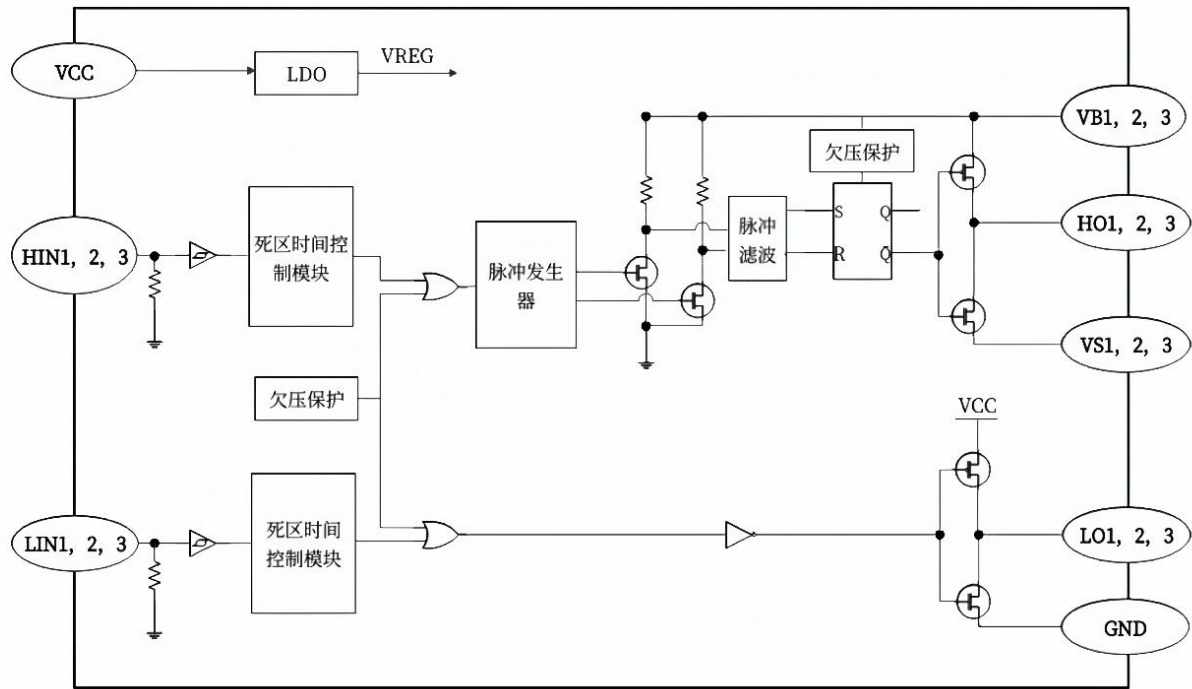 VCC
LDO
VREG
VB1, 2, 3
欠压保护
HIN1, 2, 3
死区时间控
制模块
脉冲发生
器
脉冲
滤波
S
Q
R
Q̅
HO1, 2, 3
VS1, 2, 3
欠压保护
VCC
LIN1, 2, 3
死区时间
控制模块
LO1, 2, 3
GND